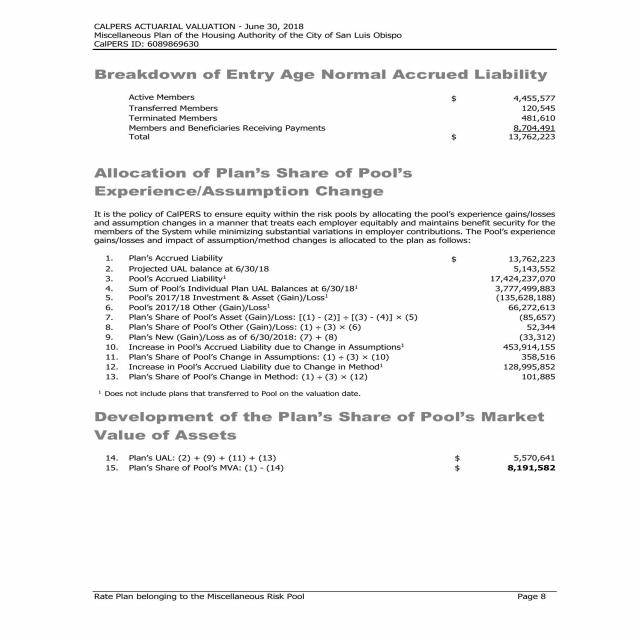 CALPERS ACTUARIAL VALUATION - June 30, 2018
Miscellaneous Plan of the Housing Authority of the City of San Luis Obispo
CalPERS ID: 6089869630
Breakdown of Entry Age Normal Accrued Liability
Active Members $ 4,455,577
Transferred Members 120,545
Terminated Members 481,610
Members and Beneficiaries Receiving Payments 8,704,491
Total $ 13,762,223
Allocation of Plan's Share of Pool's
Experience/Assumption Change
It is the policy of CalPERS to ensure equity within the risk pools by allocating the pool's experience gains/losses
and assumption changes in a manner that treats each employer equitably and maintains benefit security for the
members of the System while minimizing substantial variations in employer contributions. The Pool's experience
gains/losses and impact of assumption/method changes is allocated to the plan as follows:
1. Plan's Accrued Liability $ 13,762,223
2. Projected UAL balance at 6/30/18 5,143,552
3. Pool's Accrued Liability¹ 17,424,237,070
4. Sum of Pool's Individual Plan UAL Balances at 6/30/18¹ 3,777,499,883
5. Pool's 2017/18 Investment & Asset (Gain)/Loss¹ (135,628,188)
6. Pool's 2017/18 Other (Gain)/Loss¹ 66,272,613
7. Plan's Share of Pool's Asset (Gain)/Loss: [(1) - (2)] ÷ [(3) - (4)] × (5) (85,657)
8. Plan's Share of Pool's Other (Gain)/Loss: (1) ÷ (3) × (6) 52,344
9. Plan's New (Gain)/Loss as of 6/30/2018: (7) + (8) (33,312)
10. Increase in Pool's Accrued Liability due to Change in Assumptions¹ 453,914,155
11. Plan's Share of Pool's Change in Assumptions: (1) ÷ (3) × (10) 358,516
12. Increase in Pool's Accrued Liability due to Change in Method¹ 128,995,852
13. Plan's Share of Pool's Change in Method: (1) ÷ (3) × (12) 101,885
¹ Does not include plans that transferred to Pool on the valuation date.
Development of the Plan's Share of Pool's Market
Value of Assets
14. Plan's UAL: (2) + (9) + (11) + (13) $ 5,570,641
15. Plan's Share of Pool's MVA: (1) - (14) $ 8,191,582
Rate Plan belonging to the Miscellaneous Risk Pool Page 8